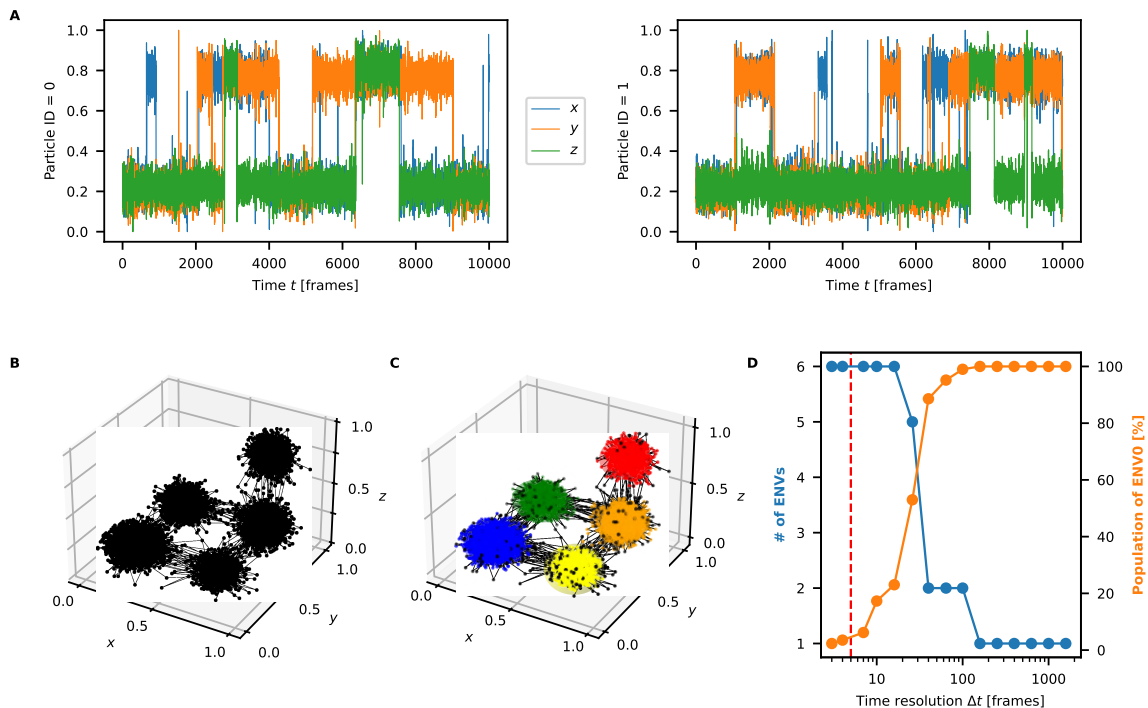 A
Particle ID = 0
1.0
0.8
0.6
0.4
0.2
0.0
0 2000 4000 6000 8000 10000
Time t [frames]
x
y
z
Particle ID = 1
1.0
0.8
0.6
0.4
0.2
0.0
0 2000 4000 6000 8000 10000
Time t [frames]
B
0.0
0.5
1.0
x
0.0
0.5
1.0
y
0.0
0.5
1.0
z
C
0.0
0.5
1.0
x
0.0
0.5
1.0
y
0.0
0.5
1.0
z
D
# of ENVs
6
5
4
3
2
1
10 100 1000
Time resolution Δt [frames]
100
80
60
40
20
0
Population of ENV0 [%]